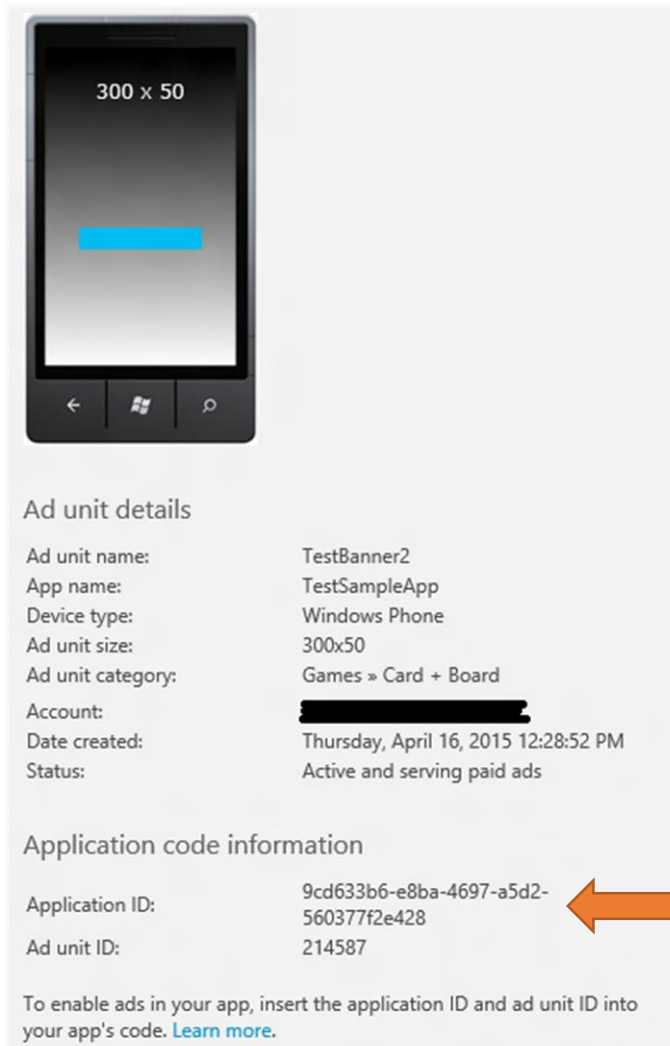 300 x 50
Ad unit details
Ad unit name: TestBanner2
App name: TestSampleApp
Device type: Windows Phone
Ad unit size: 300x50
Ad unit category: Games » Card + Board
Account:
Date created: Thursday, April 16, 2015 12:28:52 PM
Status: Active and serving paid ads
Application code information
Application ID: 9cd633b6-e8ba-4697-a5d2-
560377f2e428
Ad unit ID: 214587
To enable ads in your app, insert the application ID and ad unit ID into
your app's code. Learn more.